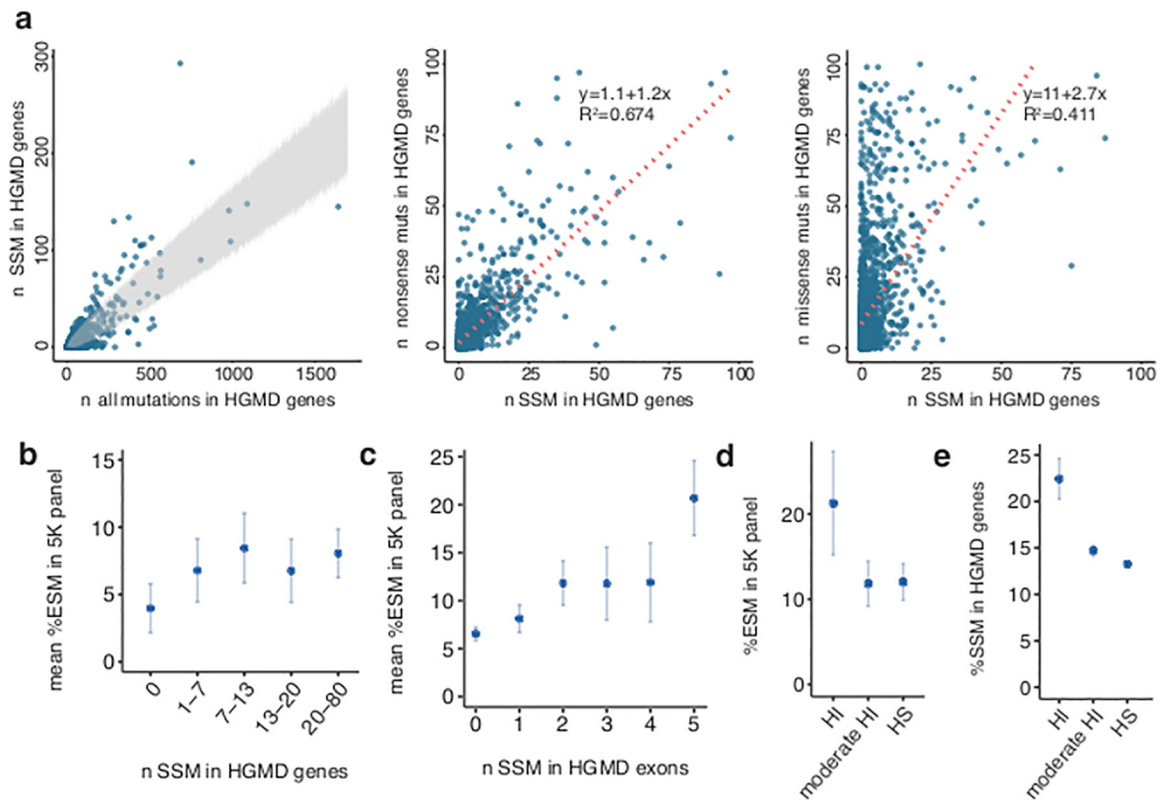 a
n SSM in HGMD genes
300
200
100
0
0 500 1000 1500
n all mutations in HGMD genes
n nonsense muts in HGMD genes
100
75
50
25
0
y=1.1+1.2x
R²=0.674
0 25 50 75 100
n SSM in HGMD genes
n missense muts in HGMD genes
100
75
50
25
0
y=11+2.7x
R²=0.411
0 25 50 75 100
n SSM in HGMD genes
b
mean %ESM in 5K panel
15
10
5
0
0 1–7 7–13 13–20 20–80
n SSM in HGMD genes
c
mean %ESM in 5K panel
25
20
15
10
5
0
0 1 2 3 4 5
n SSM in HGMD exons
d
%ESM in 5K panel
20
10
0
HI moderate HI HS
e
%SSM in HGMD genes
25
20
15
10
5
0
HI moderate HI HS